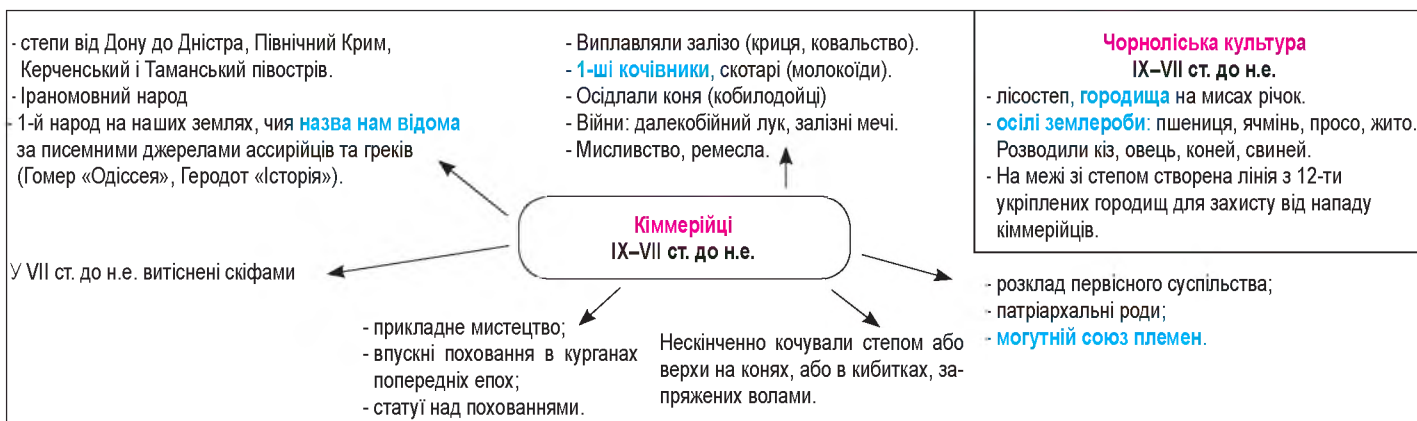 - степи від Дону до Дністра, Північний Крим,
Керченський і Таманський півострів.
- Іраномовний народ
- 1-й народ на наших землях, чия назва нам відома
за писемними джерелами ассирійців та греків
(Гомер «Одіссея», Геродот «Історія»).
- Виплавляли залізо (криця, ковальство).
- 1-ші кочівники, скотарі (молокоїди).
- Осідлали коня (кобилодойці)
- Війни: далекобійний лук, залізні мечі.
- Мисливство, ремесла.
Чорноліська культура
IX–VII ст. до н.е.
- лісостеп, городища на мисах річок.
- осілі землероби: пшениця, ячмінь, просо, жито.
Розводили кіз, овець, коней, свиней.
- На межі зі степом створена лінія з 12-ти
укріплених городищ для захисту від нападу
кіммерійців.
Кіммерійці
IX–VII ст. до н.е.
У VII ст. до н.е. витіснені скіфами
- прикладне мистецтво;
- впускні поховання в курганах
попередніх епох;
- статуї над похованнями.
Нескінченно кочували степом або
верхи на конях, або в кибитках, за-
пряжених волами.
- розклад первісного суспільства;
- патріархальні роди;
- могутній союз племен.